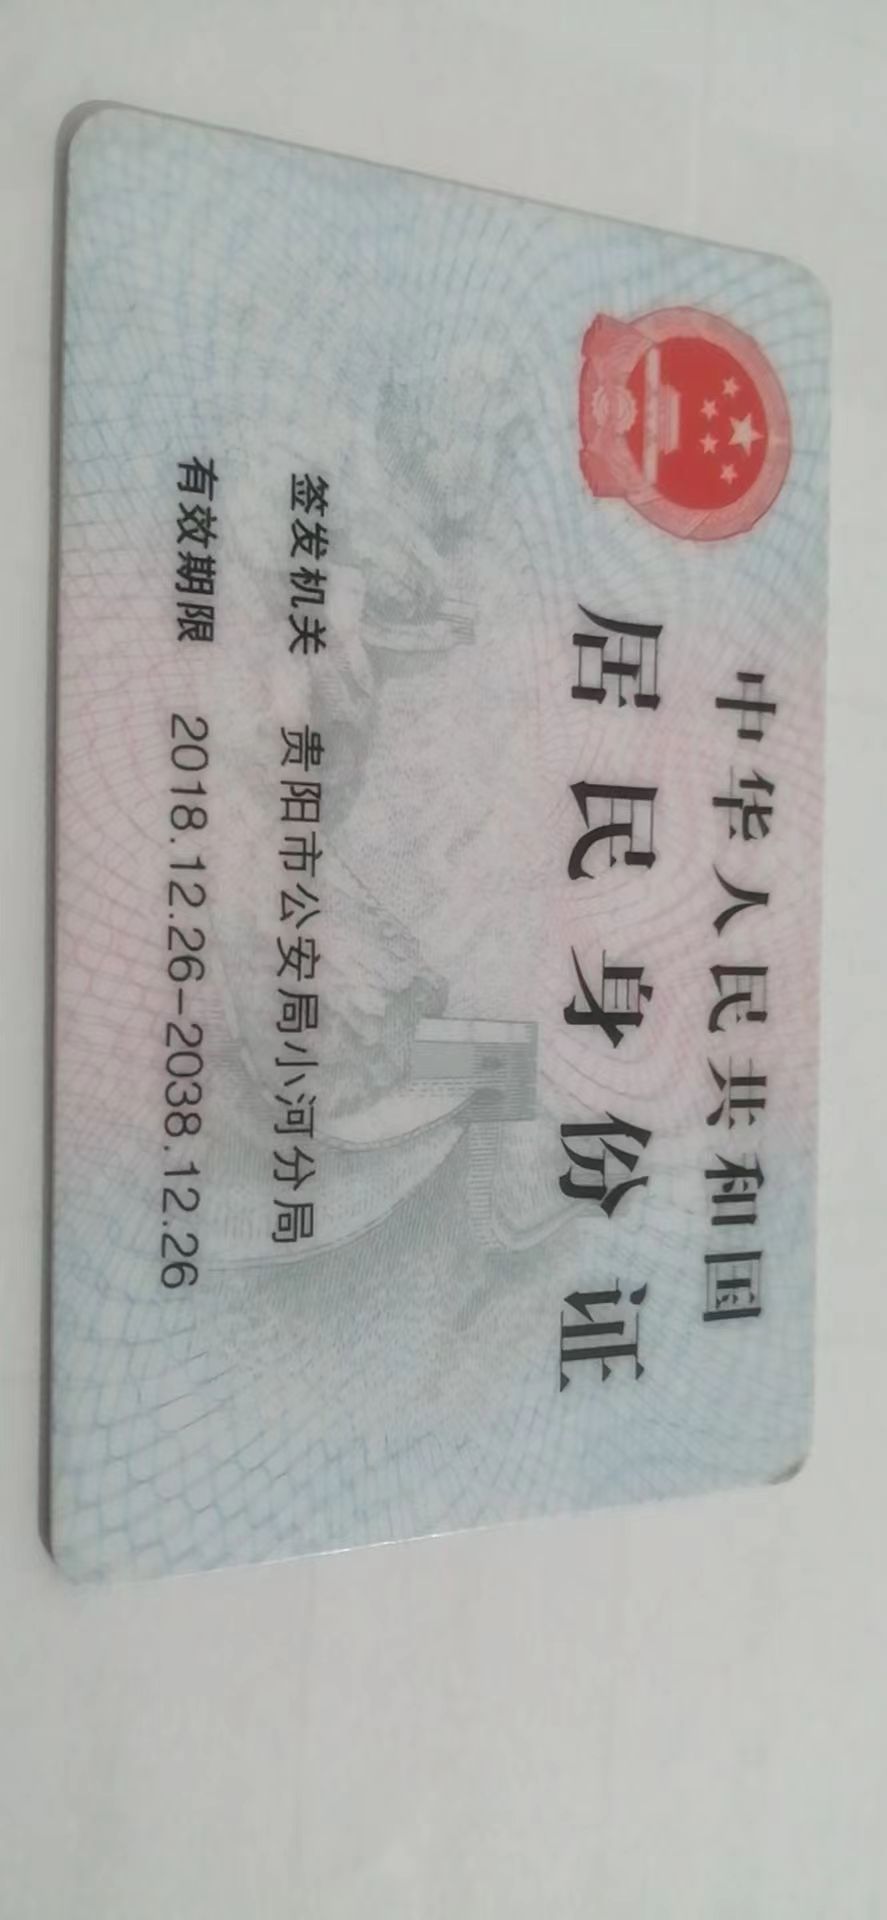 中华人民共和国
居民身份证
签发机关 贵阳市公安局小河分局
有效期限 2018.12.26-2038.12.26